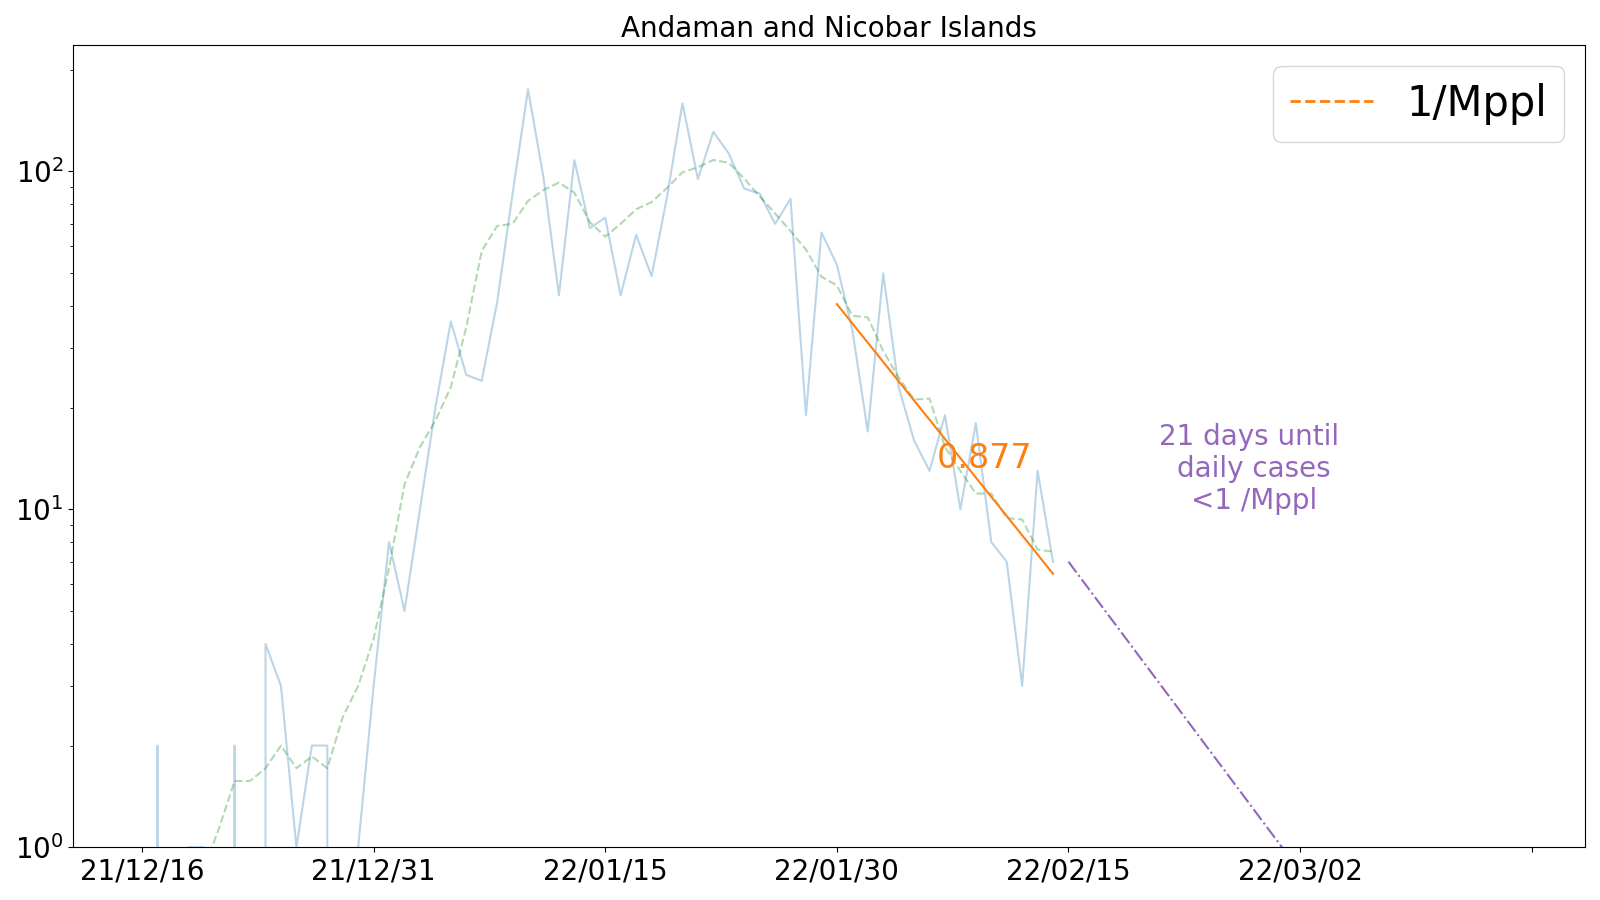 Andaman and Nicobar Islands
1/Mppl
10²
10¹
10⁰
0.877
21 days until
daily cases
<1 /Mppl
21/12/16
21/12/31
22/01/15
22/01/30
22/02/15
22/03/02